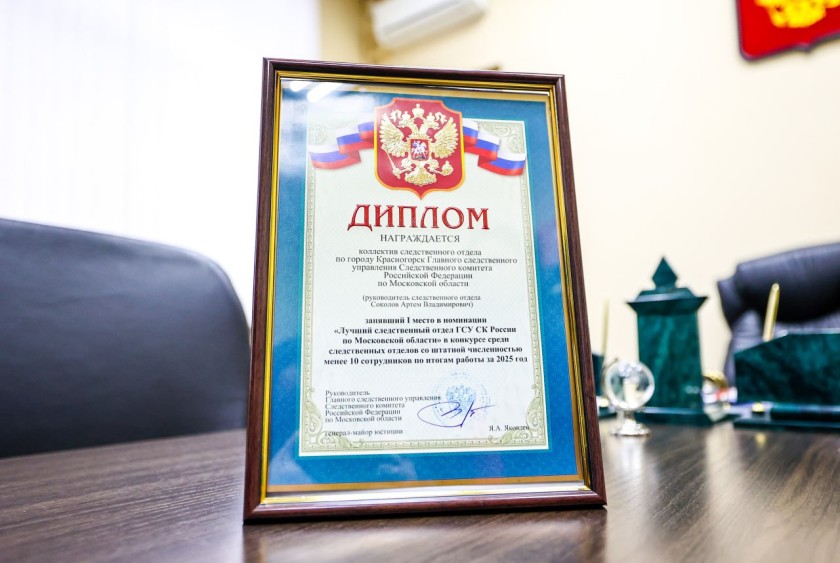 ДИПЛОМ
НАГРАЖДАЕТСЯ
коллектив следственного отдела
по городу Красногорск Главного следственного
управления Следственного комитета
Российской Федерации
по Московской области
(руководитель следственного отдела
Соколов Артем Владимирович)
занявший I место в номинации
«Лучший следственный отдел ГСУ СК России
по Московской области» в конкурсе среди
следственных отделов со штатной численностью
менее 10 сотрудников по итогам работы за 2025 год
Руководитель
Главного следственного управления
Следственного комитета
Российской Федерации
по Московской области
генерал-майор юстиции
Я.А. Яковлев